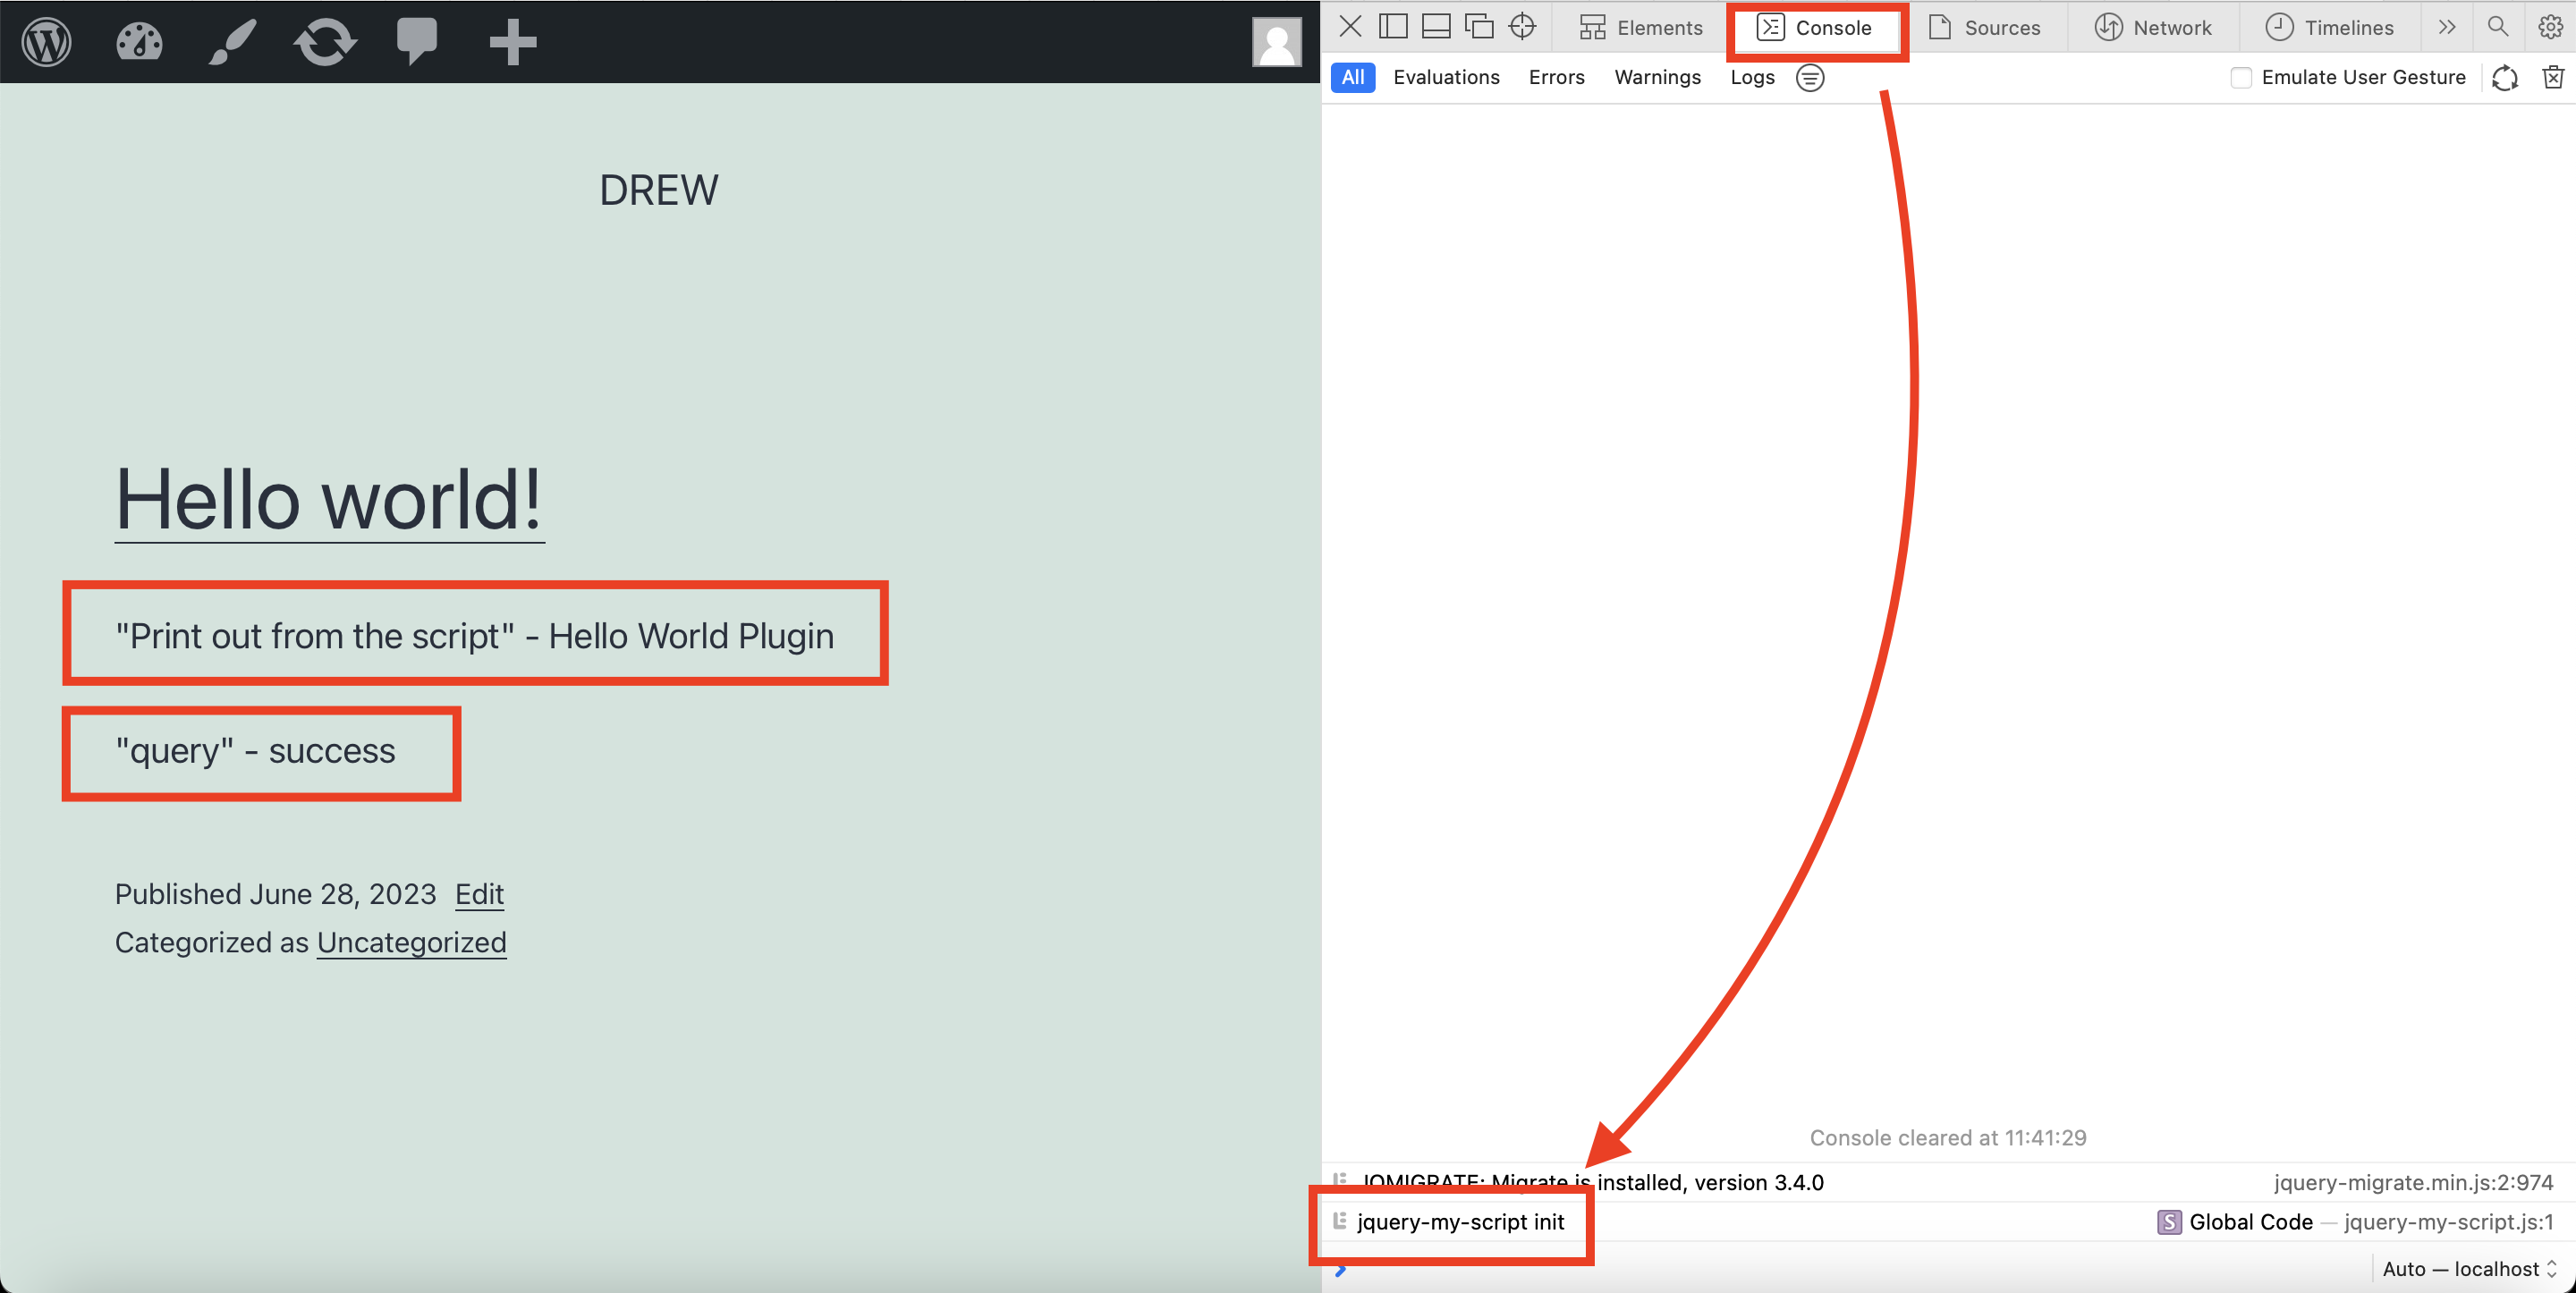 Elements
Console
Sources
Network
Timelines
All
Evaluations
Errors
Warnings
Logs
Emulate User Gesture
DREW
Hello world!
"Print out from the script" - Hello World Plugin
"query" - success
Published June 28, 2023 Edit
Categorized as Uncategorized
Console cleared at 11:41:29
JQMIGRATE: Migrate is installed, version 3.4.0
jquery-migrate.min.js:2:974
jquery-my-script init
S Global Code — jquery-my-script.js:1
Auto — localhost